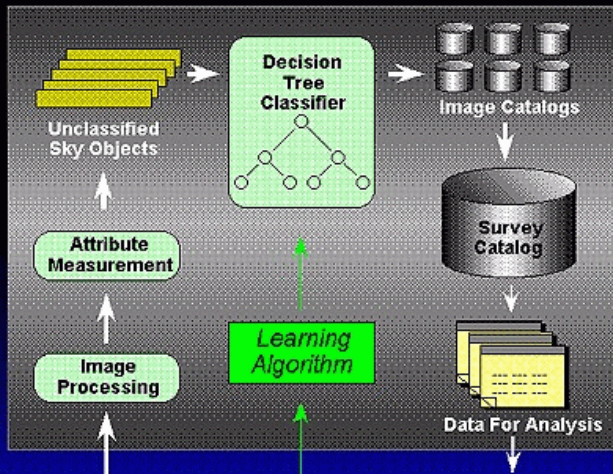 Decision
Tree
Classifier
Unclassified
Sky Objects
Image Catalogs
Attribute
Measurement
Survey
Catalog
Image
Processing
Learning
Algorithm
Data For Analysis